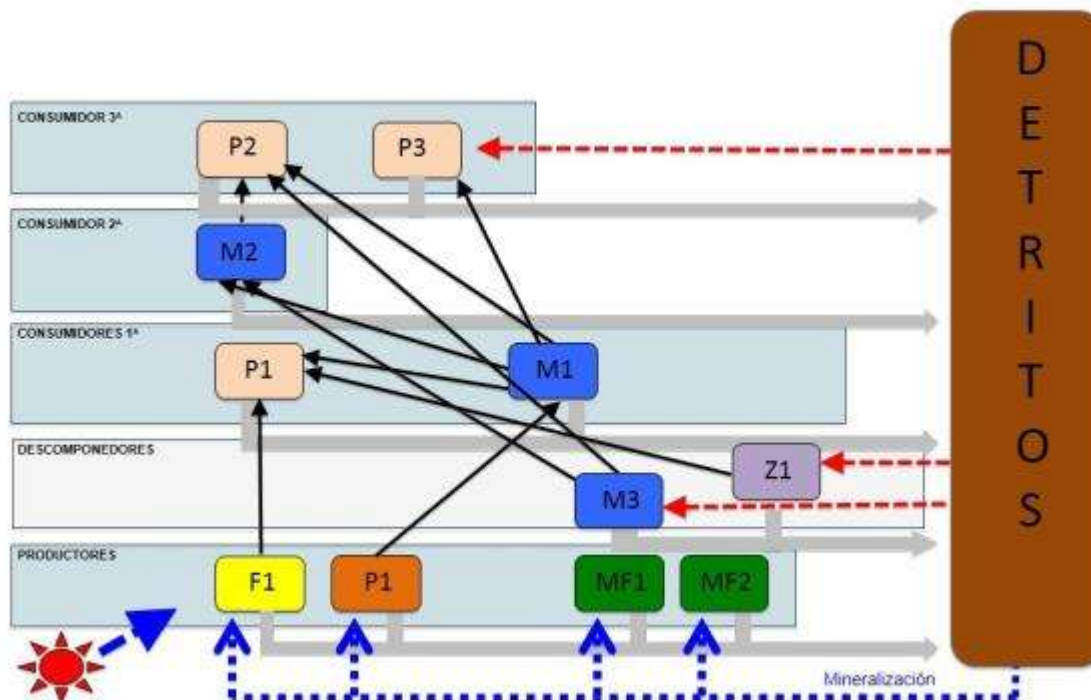 CONSUMIDOR 3ᴬ
P2
P3
CONSUMIDOR 2ᴬ
M2
CONSUMIDORES 1ᴬ
P1
M1
DESCOMPONEDORES
Z1
M3
PRODUCTORES
F1
P1
MF1
MF2
Mineralización
D
E
T
R
I
T
O
S